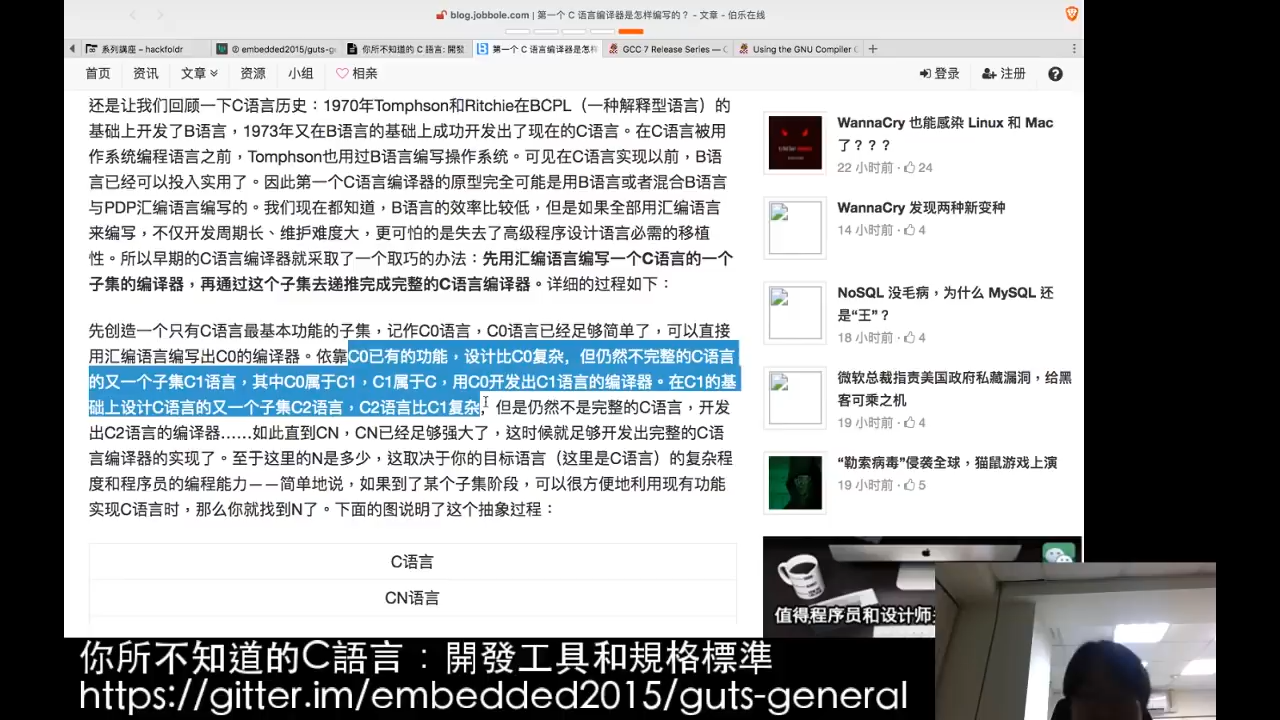 blog.jobbole.com | 第一个 C 语言编译器是怎样编写的？ - 文章 - 伯乐在线
系列講座 – hackfoldr
embedded2015/guts-g
你所不知道的 C 語言: 開發
第一个 C 语言编译器是怎样
GCC 7 Release Series — 
Using the GNU Compiler 
首页 资讯 文章 资源 小组 相亲 登录 注册
还是让我们回顾一下C语言历史：1970年Tomphson和Ritchie在BCPL（一种解释型语言）的
基础上开发了B语言，1973年又在B语言的基础上成功开发出了现在的C语言。在C语言被用
作系统编程语言之前，Tomphson也用过B语言编写操作系统。可见在C语言实现以前，B语
言已经可以投入实用了。因此第一个C语言编译器的原型完全可能是用B语言或者混合B语言
与PDP汇编语言编写的。我们现在都知道，B语言的效率比较低，但是如果全部用汇编语言
来编写，不仅开发周期长、维护难度大，更可怕的是失去了高级程序设计语言必需的移植
性。所以早期的C语言编译器就采取了一个取巧的办法：先用汇编语言编写一个C语言的一个
子集的编译器，再通过这个子集去递推完成完整的C语言编译器。详细的过程如下：
先创造一个只有C语言最基本功能的子集，记作C0语言，C0语言已经足够简单了，可以直接
用汇编语言编写出C0的编译器。依靠C0已有的功能，设计比C0复杂，但仍然不完整的C语言
的又一个子集C1语言，其中C0属于C1，C1属于C，用C0开发出C1语言的编译器。在C1的基
础上设计C语言的又一个子集C2语言，C2语言比C1复杂，但是仍然不是完整的C语言，开发
出C2语言的编译器……如此直到CN，CN已经足够强大了，这时候就足够开发出完整的C语
言编译器的实现了。至于这里的N是多少，这取决于你的目标语言（这里是C语言）的复杂程
度和程序员的编程能力——简单地说，如果到了某个子集阶段，可以很方便地利用现有功能
实现C语言时，那么你就找到N了。下面的图说明了这个抽象过程：
C语言
CN语言
WannaCry 也能感染 Linux 和 Mac
了？？？
22 小时前 · 24
WannaCry 发现两种新变种
14 小时前 · 4
NoSQL 没毛病，为什么 MySQL 还
是“王”？
18 小时前 · 4
微软总裁指责美国政府私藏漏洞，给黑
客可乘之机
19 小时前 · 4
“勒索病毒”侵袭全球，猫鼠游戏上演
19 小时前 · 5
值得程序员和设计师
你所不知道的C語言：開發工具和規格標準
https://gitter.im/embedded2015/guts-general